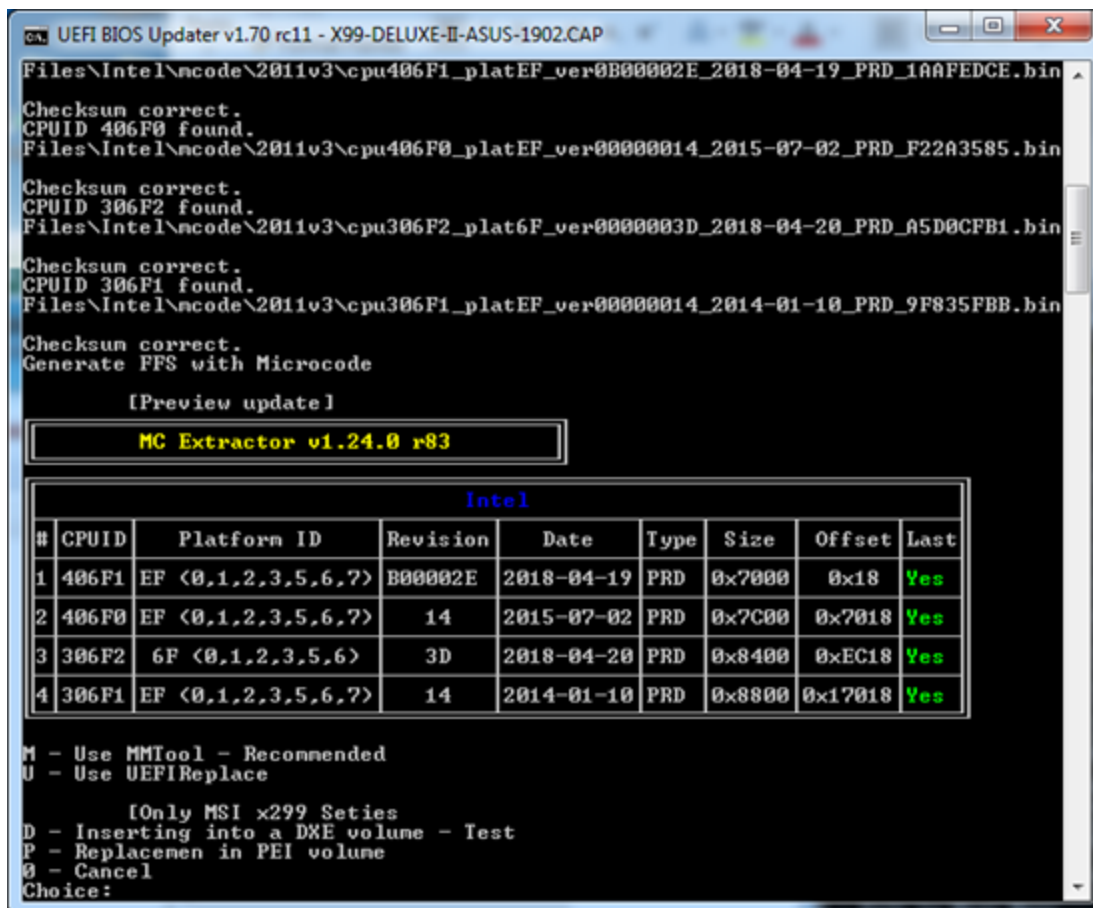 UEFI BIOS Updater v1.70 rc11 - X99-DELUXE-II-ASUS-1902.CAP
Files\Intel\mcode\2011v3\cpu406F1_platEF_ver0B00002E_2018-04-19_PRD_1AAFEDCE.bin
Checksum correct.
CPUID 406F0 found.
Files\Intel\mcode\2011v3\cpu406F0_platEF_ver00000014_2015-07-02_PRD_F22A3585.bin
Checksum correct.
CPUID 306F2 found.
Files\Intel\mcode\2011v3\cpu306F2_plat6F_ver0000003D_2018-04-20_PRD_A5D0CFB1.bin
Checksum correct.
CPUID 306F1 found.
Files\Intel\mcode\2011v3\cpu306F1_platEF_ver00000014_2014-01-10_PRD_9F835FBB.bin
Checksum correct.
Generate FFS with Microcode
[Preview update]
MC Extractor v1.24.0 r83
Intel
# CPUID Platform ID Revision Date Type Size Offset Last
1 406F1 EF (0,1,2,3,5,6,7) B00002E 2018-04-19 PRD 0x7000 0x18 Yes
2 406F0 EF (0,1,2,3,5,6,7) 14 2015-07-02 PRD 0x7C00 0x7018 Yes
3 306F2 6F (0,1,2,3,5,6) 3D 2018-04-20 PRD 0x8400 0xEC18 Yes
4 306F1 EF (0,1,2,3,5,6,7) 14 2014-01-10 PRD 0x8800 0x17018 Yes
M - Use MMTool - Recommended
U - Use UEFIReplace
[Only MSI x299 Seties
D - Inserting into a DXE volume - Test
P - Replacemen in PEI volume
0 - Cancel
Choice: